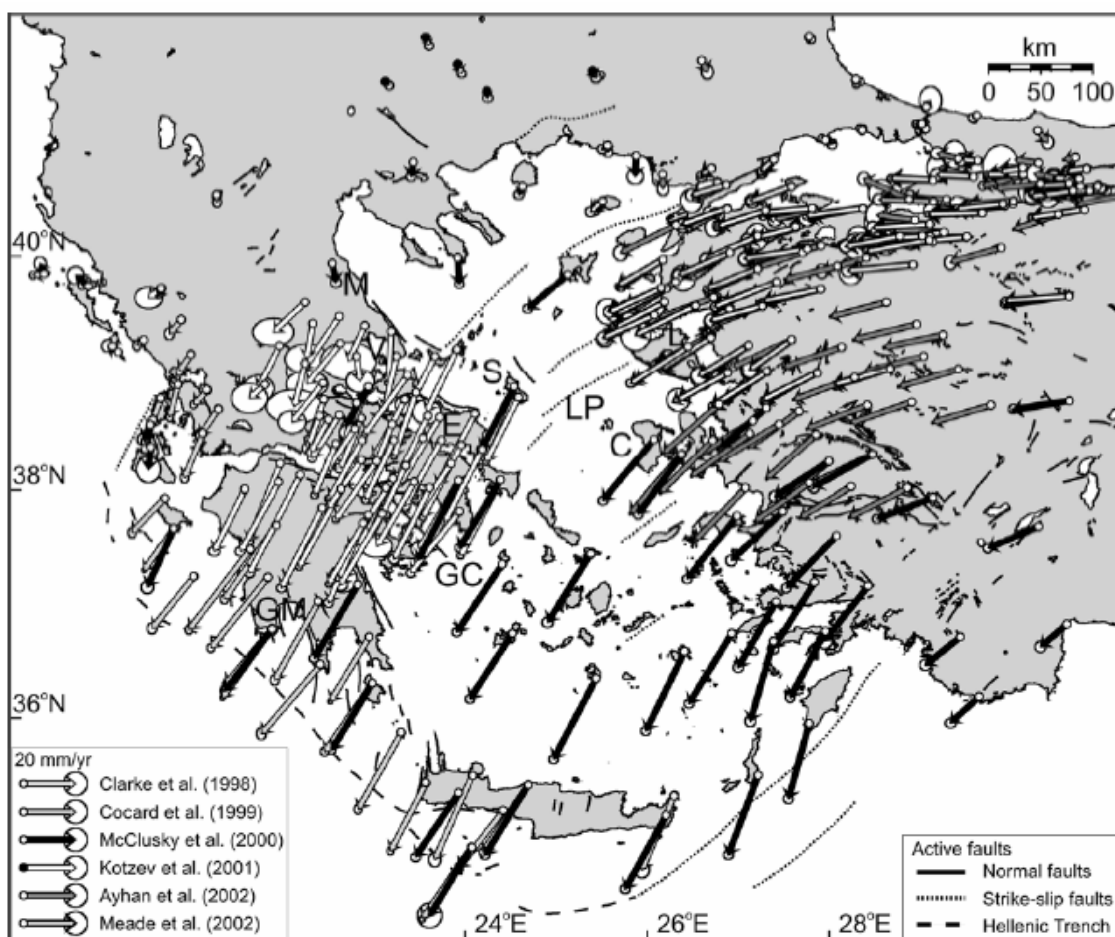 km
0 50 100
40°N
M
L
S
LP
E
C
38°N
GC
GM
36°N
20 mm/yr
Clarke et al. (1998)
Cocard et al. (1999)
McClusky et al. (2000)
Kotzev et al. (2001)
Ayhan et al. (2002)
Meade et al. (2002)
Active faults
Normal faults
Strike-slip faults
Hellenic Trench
24°E
26°E
28°E